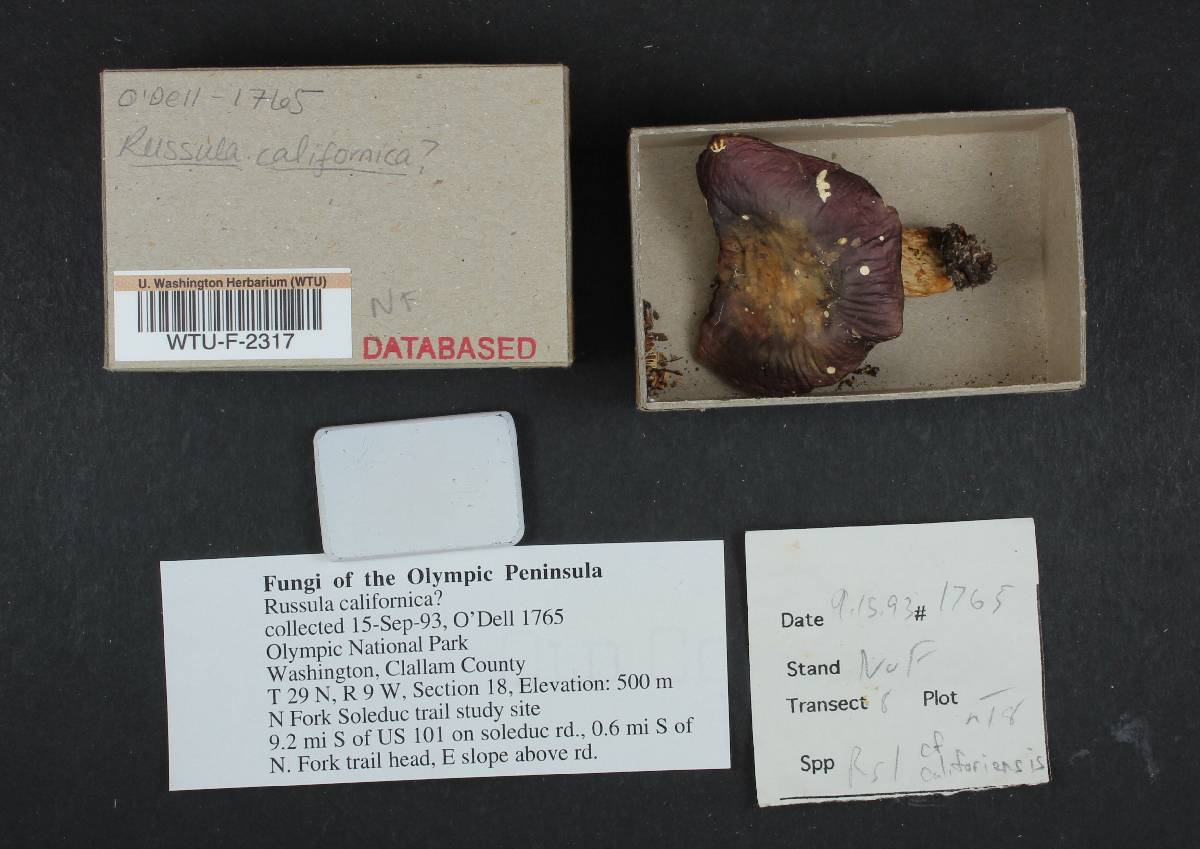 O'Dell - 1765
Russula californica?
U. Washington Herbarium (WTU)
WTU-F-2317
NF
DATABASED
Fungi of the Olympic Peninsula
Russula californica?
collected 15-Sep-93, O'Dell 1765
Olympic National Park
Washington, Clallam County
T 29 N, R 9 W, Section 18, Elevation: 500 m
N Fork Soleduc trail study site
9.2 mi S of US 101 on soleduc rd., 0.6 mi S of
N. Fork trail head, E slope above rd.
Date 9.15.93 # 1765
Stand NoF
Transect 8 Plot
Spp cf